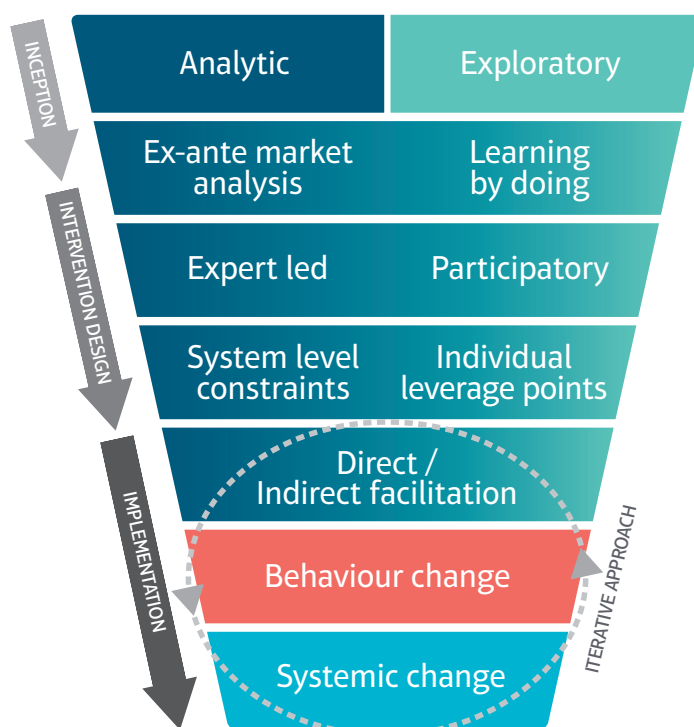 INCEPTION
Analytic
Exploratory
Ex-ante market
analysis
Learning
by doing
INTERVENTION DESIGN
Expert led
Participatory
System level
constraints
Individual
leverage points
IMPLEMENTATION
Direct /
Indirect facilitation
Behaviour change
ITERATIVE APPROACH
Systemic change